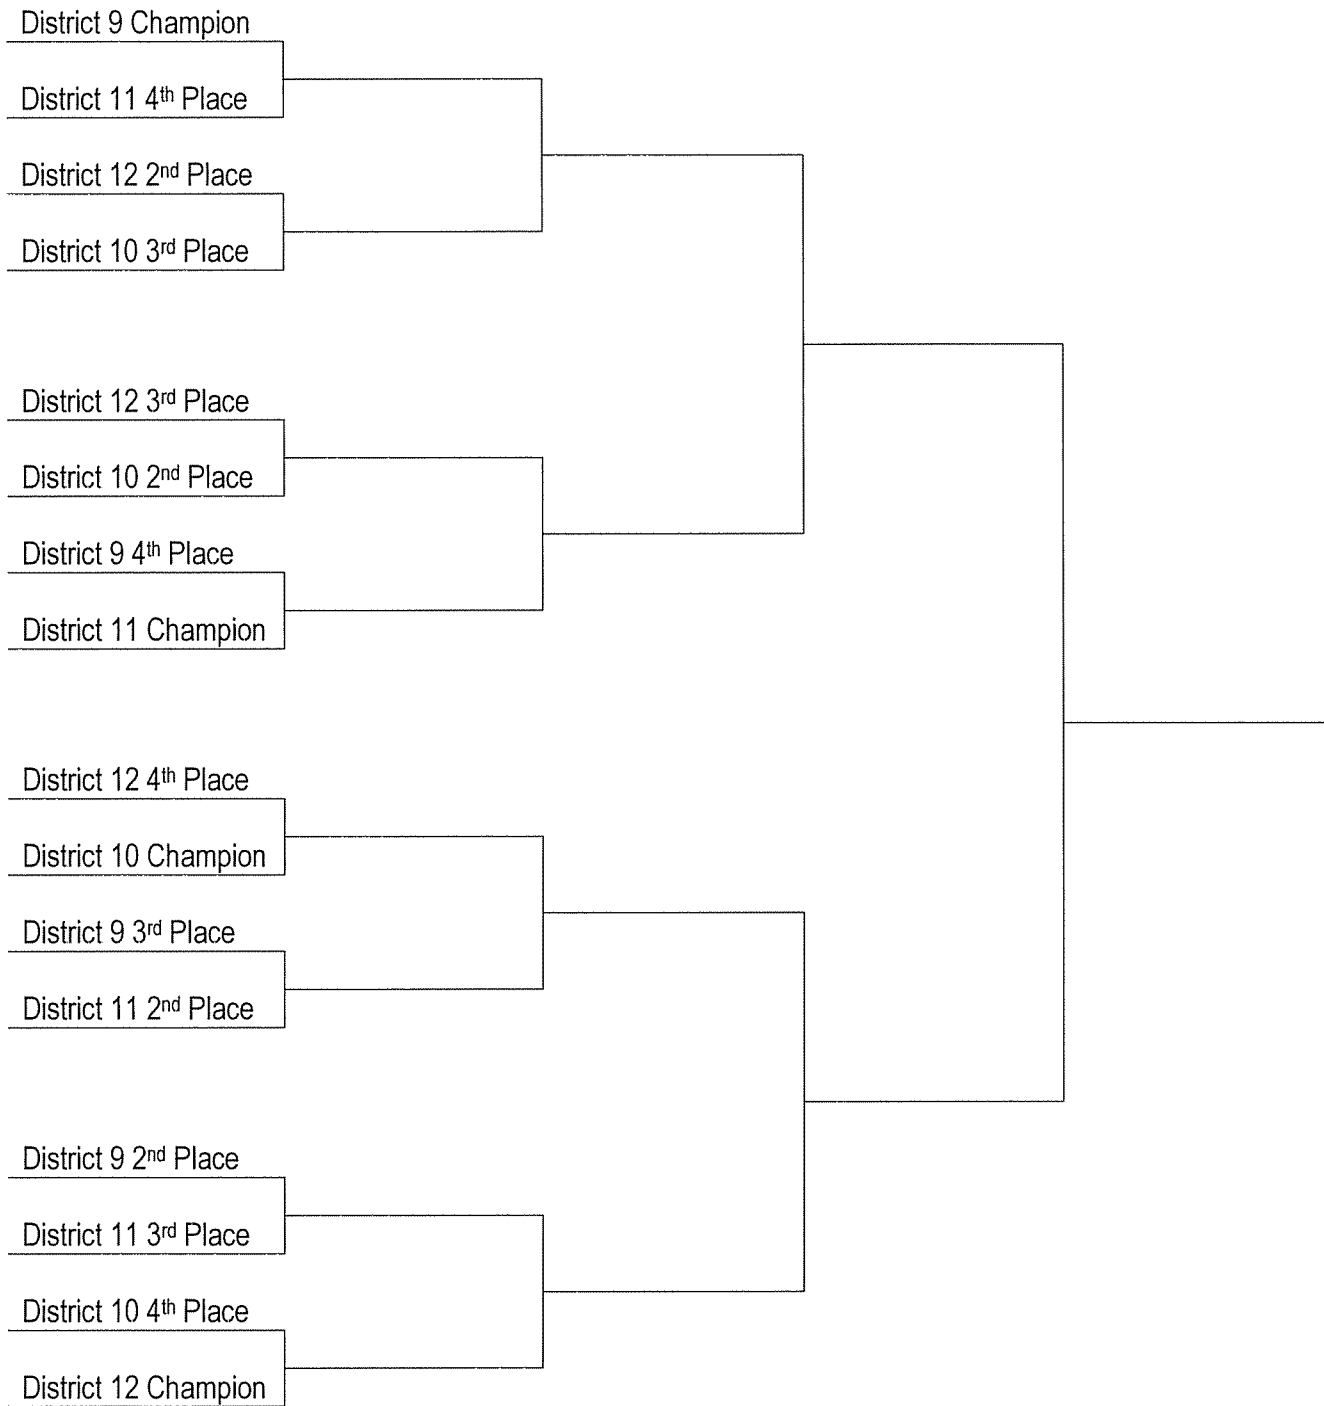 District 9 Champion
District 11 4th Place
District 12 2nd Place
District 10 3rd Place
District 12 3rd Place
District 10 2nd Place
District 9 4th Place
District 11 Champion
District 12 4th Place
District 10 Champion
District 9 3rd Place
District 11 2nd Place
District 9 2nd Place
District 11 3rd Place
District 10 4th Place
District 12 Champion